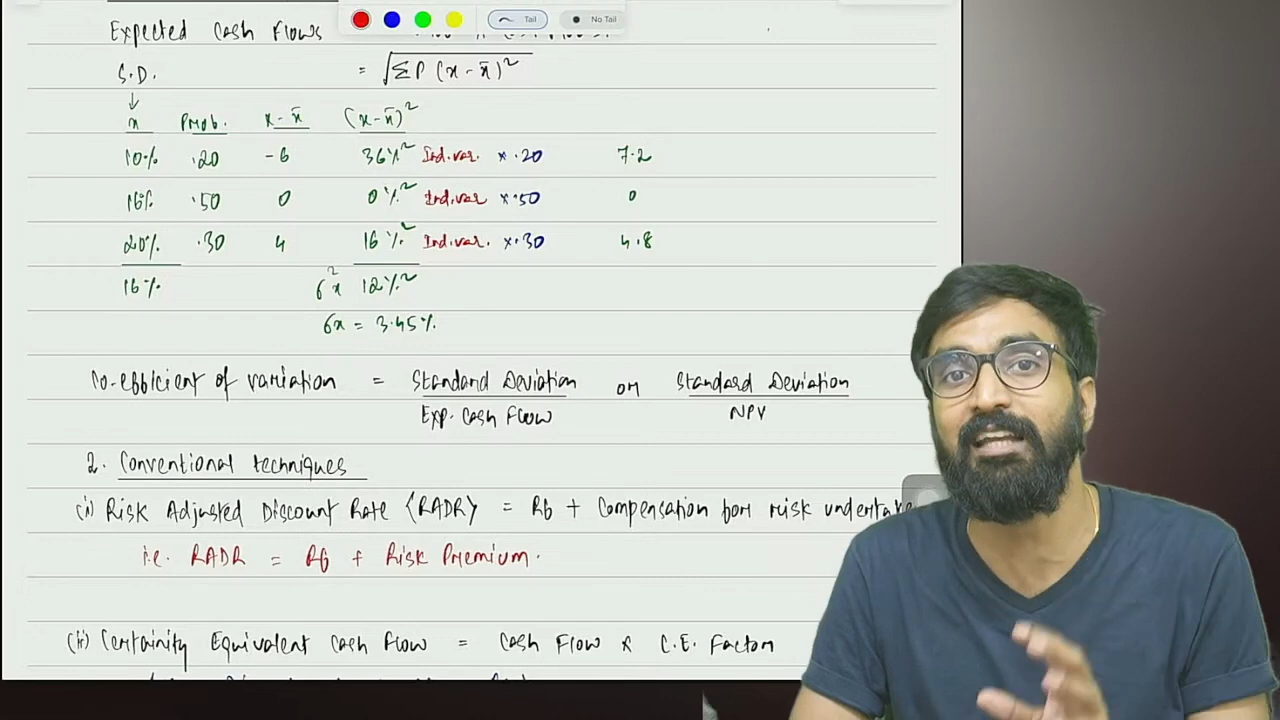 Tail No Tail
Expected Cash Flows
S.D. = √ΣP (x - x̄)²
↓
x Prob. x - x̄ (x - x̄)²
10% .20 -6 36%² Ind.var. × .20 7.2
16% .50 0 0%² Ind.var × .50 0
20% .30 4 16%² Ind.var. × .30 4.8
16% σ²x 12%²
σx = 3.45%
Co-efficient of variation = Standard Deviation / Exp. Cash Flow or Standard Deviation / NPV
2. Conventional techniques
(i) Risk Adjusted Discount Rate (RADR) = Rf + Compensation for risk
i.e. RADR = Rf + Risk Premium.
(ii) Certainity Equivalent Cash Flow = Cash Flow × C.E. Factor